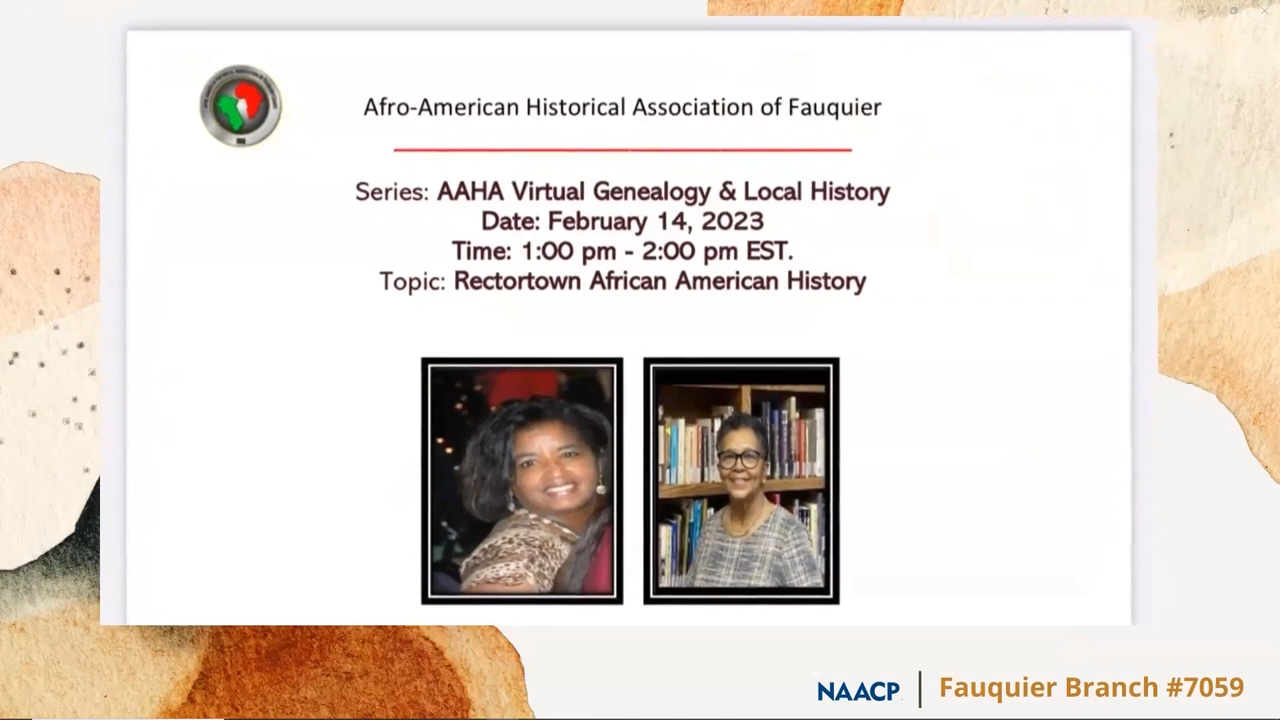 Afro-American Historical Association of Fauquier
Series: AAHA Virtual Genealogy & Local History
Date: February 14, 2023
Time: 1:00 pm - 2:00 pm EST.
Topic: Rectortown African American History
NAACP | Fauquier Branch #7059